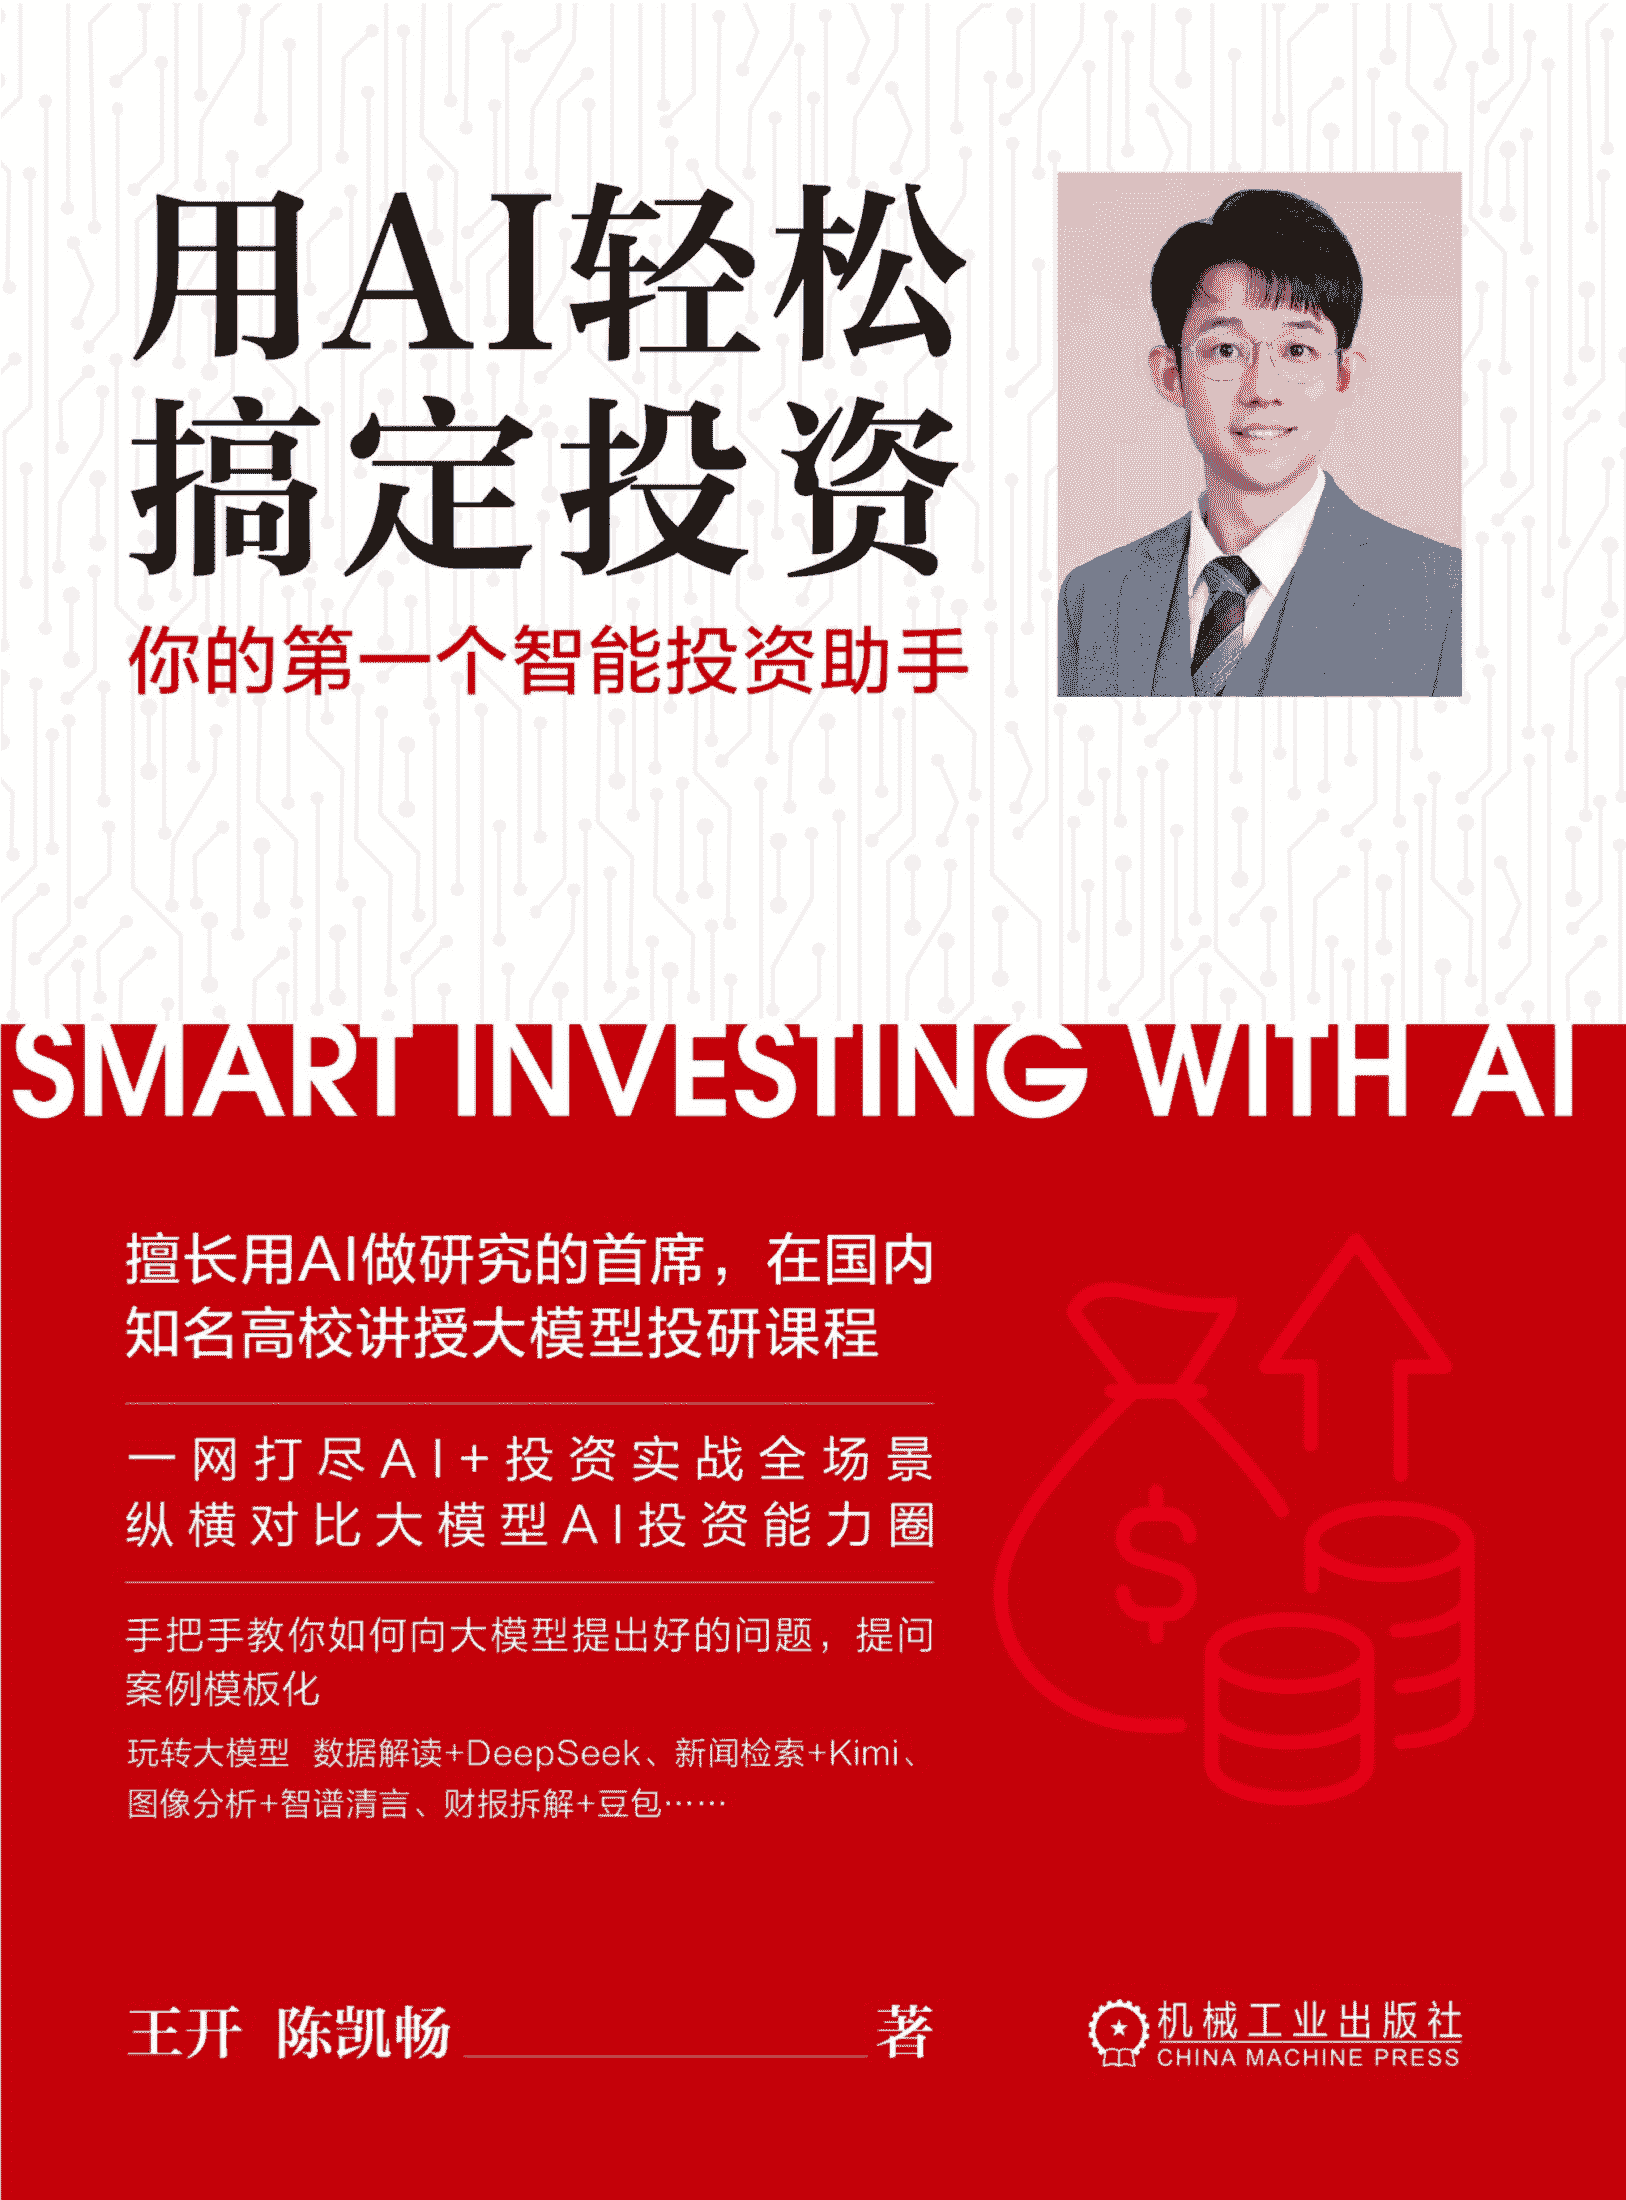 用AI轻松
搞定投资
你的第一个智能投资助手
SMART INVESTING WITH AI
擅长用AI做研究的首席，在国内
知名高校讲授大模型投研课程
一网打尽AI+投资实战全场景
纵横对比大模型AI投资能力圈
手把手教你如何向大模型提出好的问题，提问
案例模板化
玩转大模型 数据解读+DeepSeek、新闻检索+Kimi、
图像分析+智谱清言、财报拆解+豆包……
$
王开 陈凯畅 著
机械工业出版社
CHINA MACHINE PRESS